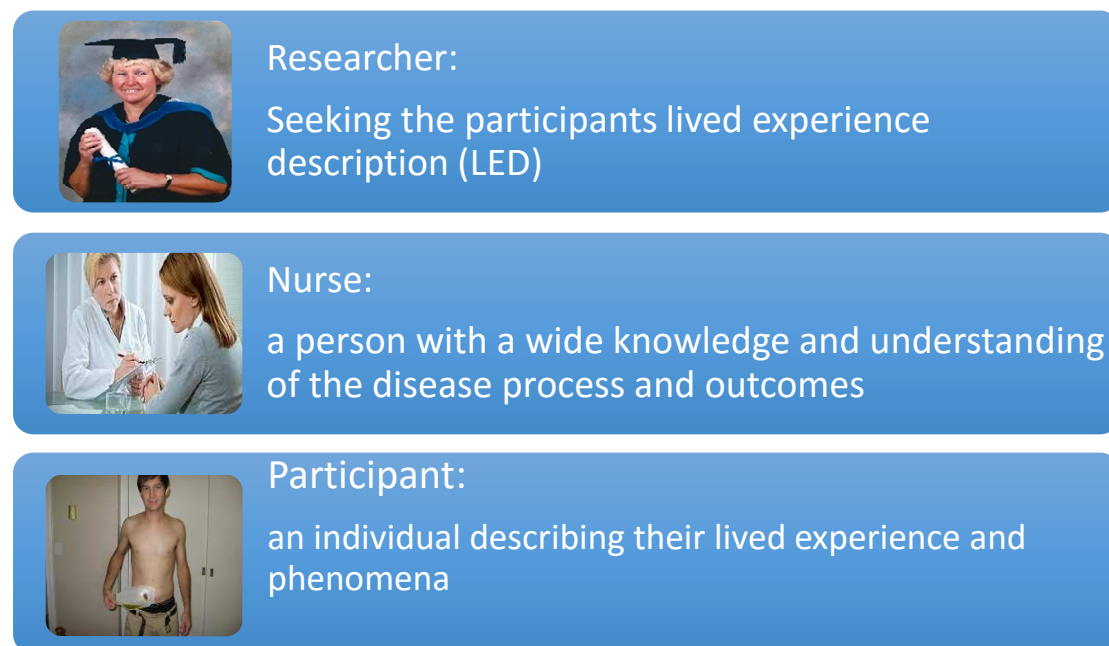 Researcher:
Seeking the participants lived experience
description (LED)
Nurse:
a person with a wide knowledge and understanding
of the disease process and outcomes
Participant:
an individual describing their lived experience and
phenomena